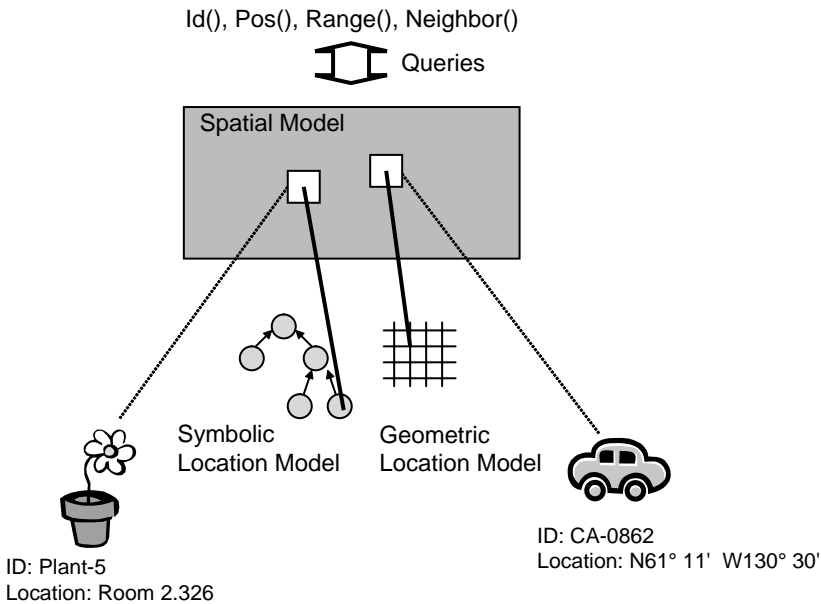 Id(), Pos(), Range(), Neighbor()
Queries
Spatial Model
Symbolic
Location Model
Geometric
Location Model
ID: CA-0862
Location: N61° 11' W130° 30'
ID: Plant-5
Location: Room 2.326